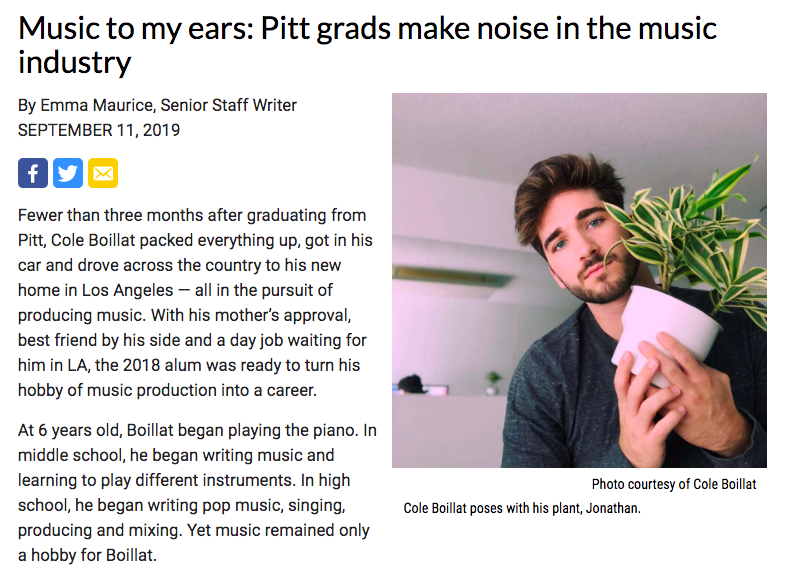 Music to my ears: Pitt grads make noise in the music
industry
By Emma Maurice, Senior Staff Writer
SEPTEMBER 11, 2019
Fewer than three months after graduating from
Pitt, Cole Boillat packed everything up, got in his
car and drove across the country to his new
home in Los Angeles — all in the pursuit of
producing music. With his mother’s approval,
best friend by his side and a day job waiting for
him in LA, the 2018 alum was ready to turn his
hobby of music production into a career.
At 6 years old, Boillat began playing the piano. In
middle school, he began writing music and
learning to play different instruments. In high
school, he began writing pop music, singing,
producing and mixing. Yet music remained only
a hobby for Boillat.
Photo courtesy of Cole Boillat
Cole Boillat poses with his plant, Jonathan.